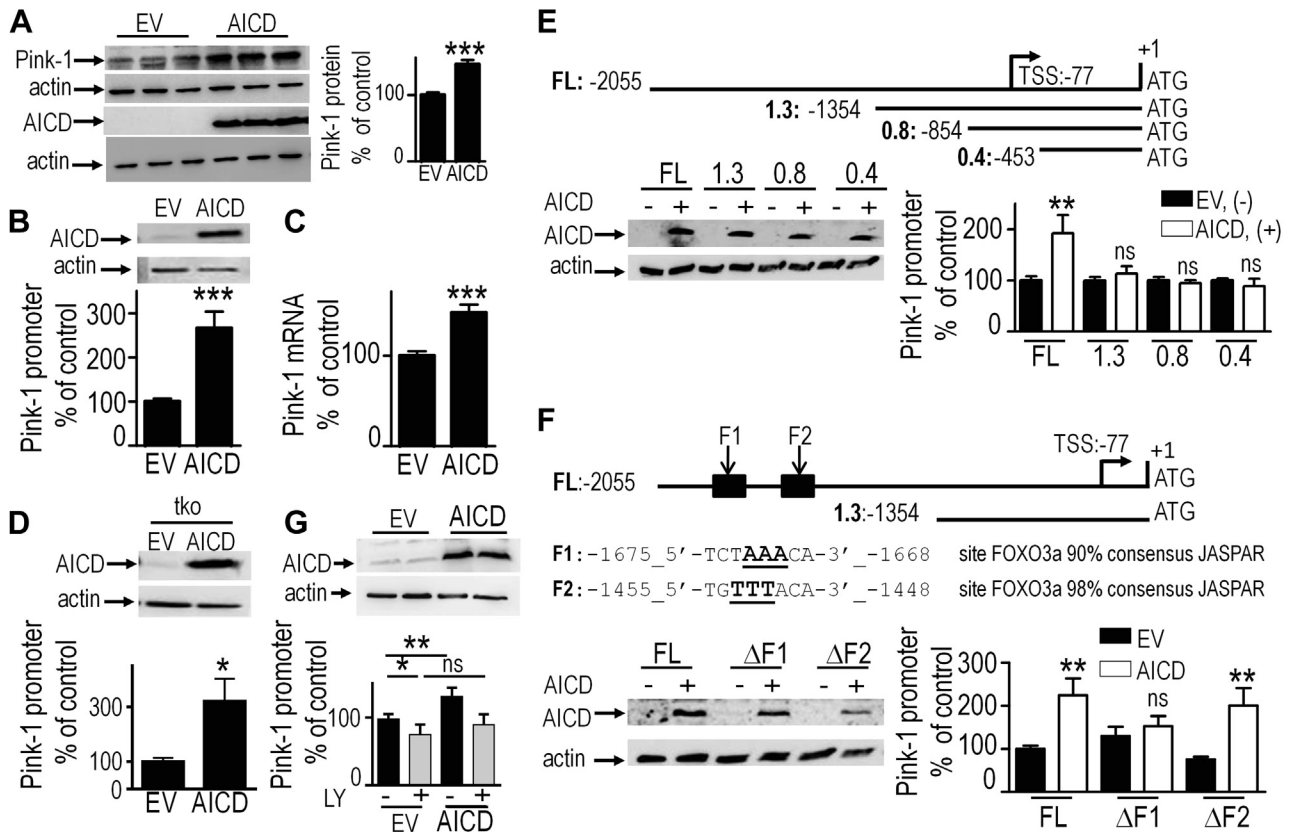 A
EV AICD
Pink-1
actin
AICD
actin
Pink-1 protein
% of control
100
0
***
EV AICD
B
EV AICD
AICD
actin
Pink-1 promoter
% of control
300
200
100
0
***
EV AICD
C
Pink-1 mRNA
% of control
100
0
***
EV AICD
D
tko
EV AICD
AICD
actin
Pink-1 promoter
% of control
300
100
0
*
EV AICD
G
EV AICD
AICD
actin
Pink-1 promoter
% of control
100
0
**
* ns
LY - + - +
EV AICD
E
+1
FL: -2055 TSS:-77 ATG
1.3: -1354 ATG
0.8: -854 ATG
0.4:-453 ATG
FL 1.3 0.8 0.4
AICD - + - + - + - +
AICD
actin
Pink-1 promoter
% of control
200
100
0
EV, (-)
AICD, (+)
** ns ns ns
FL 1.3 0.8 0.4
F
F1 F2
TSS:-77 +1
FL:-2055 ATG
1.3:-1354 ATG
F1: -1675_5'-TCTAAACA-3'_-1668 site FOXO3a 90% consensus JASPAR
F2: -1455_5'-TGTTTACA-3'_-1448 site FOXO3a 98% consensus JASPAR
FL ΔF1 ΔF2
AICD - + - + - +
AICD
actin
Pink-1 promoter
% of control
300
200
100
0
EV
AICD
** ns **
FL ΔF1 ΔF2